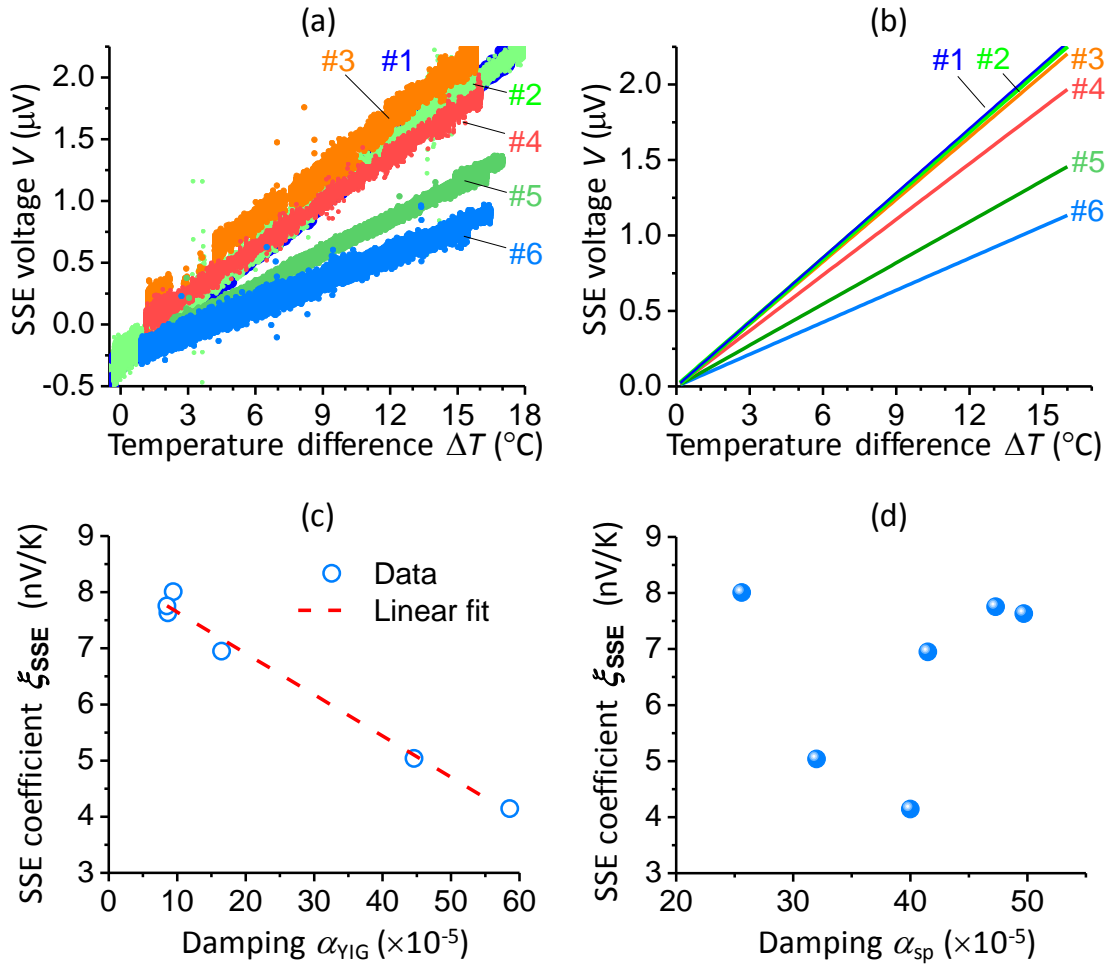 (a)
SSE voltage V (μV)
2.0
1.5
1.0
0.5
0.0
-0.5
#3
#1
#2
#4
#5
#6
0 3 6 9 12 15 18
Temperature difference ΔT (°C)
(b)
SSE voltage V (μV)
2.0
1.5
1.0
0.5
0.0
#1
#2
#3
#4
#5
#6
0 3 6 9 12 15
Temperature difference ΔT (°C)
(c)
SSE coefficient ξSSE (nV/K)
9
8
7
6
5
4
3
Data
Linear fit
0 10 20 30 40 50 60
Damping αYIG (×10⁻⁵)
(d)
SSE coefficient ξSSE (nV/K)
9
8
7
6
5
4
3
20 30 40 50
Damping αsp (×10⁻⁵)